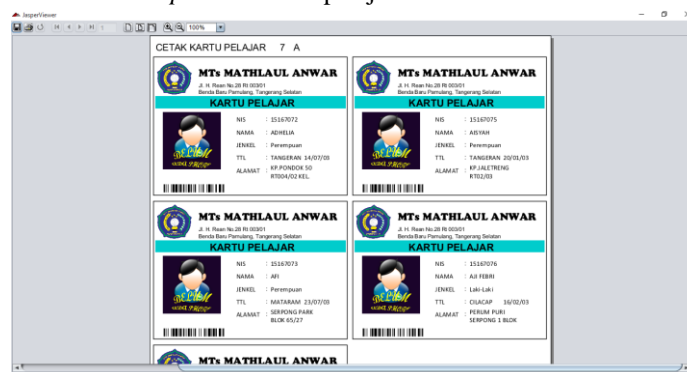 JasperViewer
100%
CETAK KARTU PELAJAR 7 A
MTs MATHLAUL ANWAR
Jl. H. Rean No.28 Rt 003/01
Benda Baru Pamulang, Tangerang Selatan
KARTU PELAJAR
NIS : 15167072
NAMA : ADHELIA
JENKEL : Perempuan
TTL : TANGERAN 14/07/03
ALAMAT : KP.PONDOK SO
RT004/02 KEL.
MTs MATHLAUL ANWAR
Jl. H. Rean No.28 Rt 003/01
Benda Baru Pamulang, Tangerang Selatan
KARTU PELAJAR
NIS : 15167075
NAMA : AISYAH
JENKEL : Perempuan
TTL : TANGERAN 20/01/03
ALAMAT : KP.JALETRENG
RT02/03
MTs MATHLAUL ANWAR
Jl. H. Rean No.28 Rt 003/01
Benda Baru Pamulang, Tangerang Selatan
KARTU PELAJAR
NIS : 15167073
NAMA : AFI
JENKEL : Perempuan
TTL : MATARAM 23/07/03
ALAMAT : SERPONG PARK
BLOK 65/27
MTs MATHLAUL ANWAR
Jl. H. Rean No.28 Rt 003/01
Benda Baru Pamulang, Tangerang Selatan
KARTU PELAJAR
NIS : 15167076
NAMA : AJI FEBRI
JENKEL : Laki-Laki
TTL : CILACAP 16/02/03
ALAMAT : PERUM PURI
SERPONG 1 BLOK
MTs MATHLAUL ANWAR